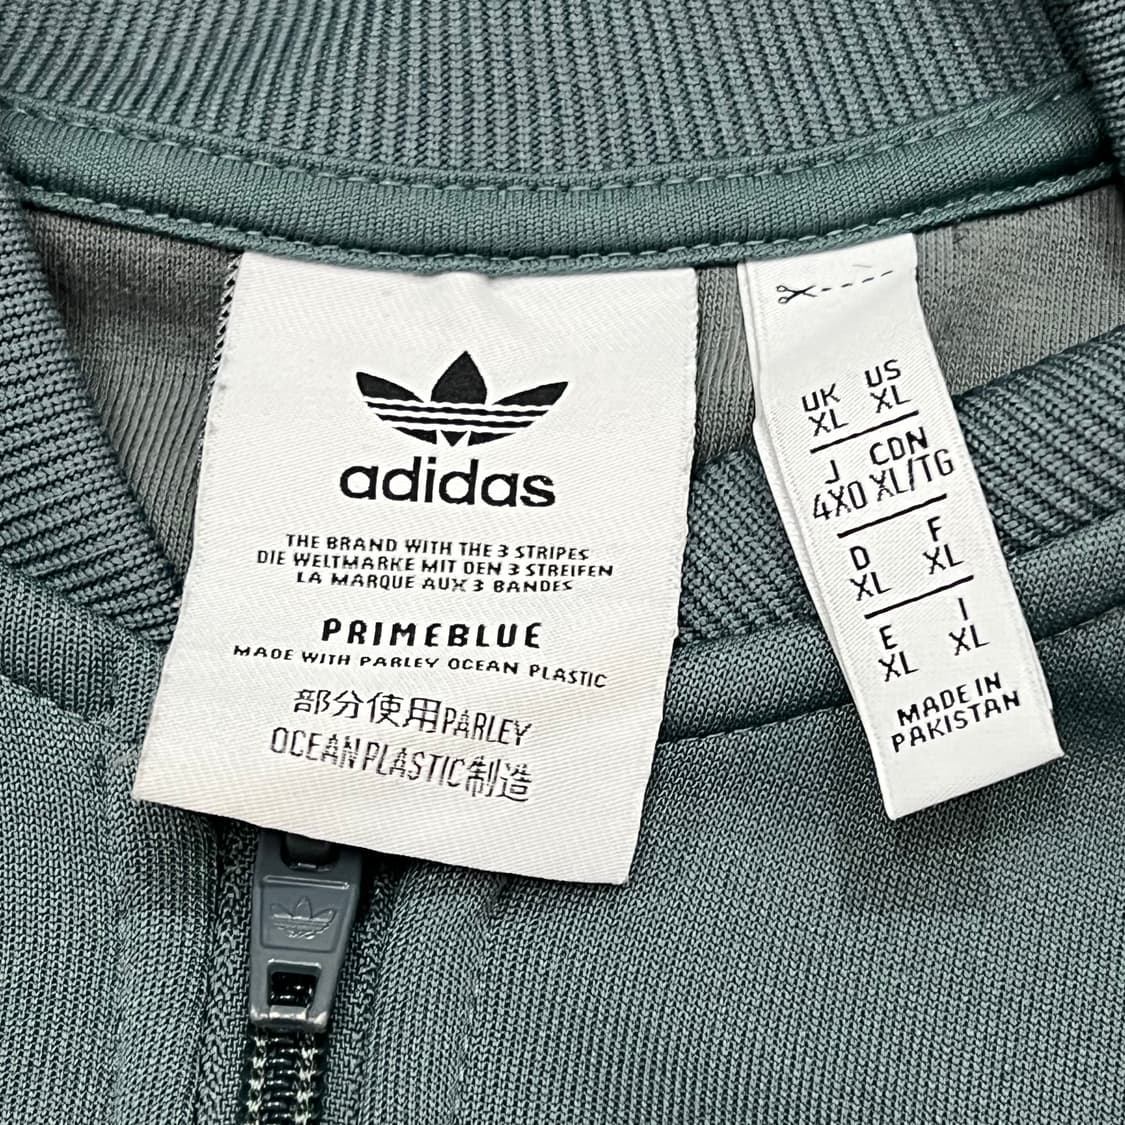 adidas
THE BRAND WITH THE 3 STRIPES
DIE WELTMARKE MIT DEN 3 STREIFEN
LA MARQUE AUX 3 BANDES
PRIMEBLUE
MADE WITH PARLEY OCEAN PLASTIC
部分使用PARLEY
OCEAN PLASTIC制造
UK US
XL XL
J CDN
4XO XL/TG
D F
XL XL
E I
XL XL
MADE IN
PAKISTAN